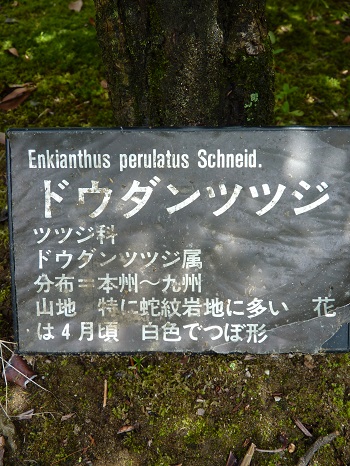 Enkianthus perulatus Schneid.
ドウダンツツジ
ツツジ科
ドウダンツツジ属
分布＝本州～九州
山地　特に蛇紋岩地に多い　花
は４月頃　白色でつぼ形